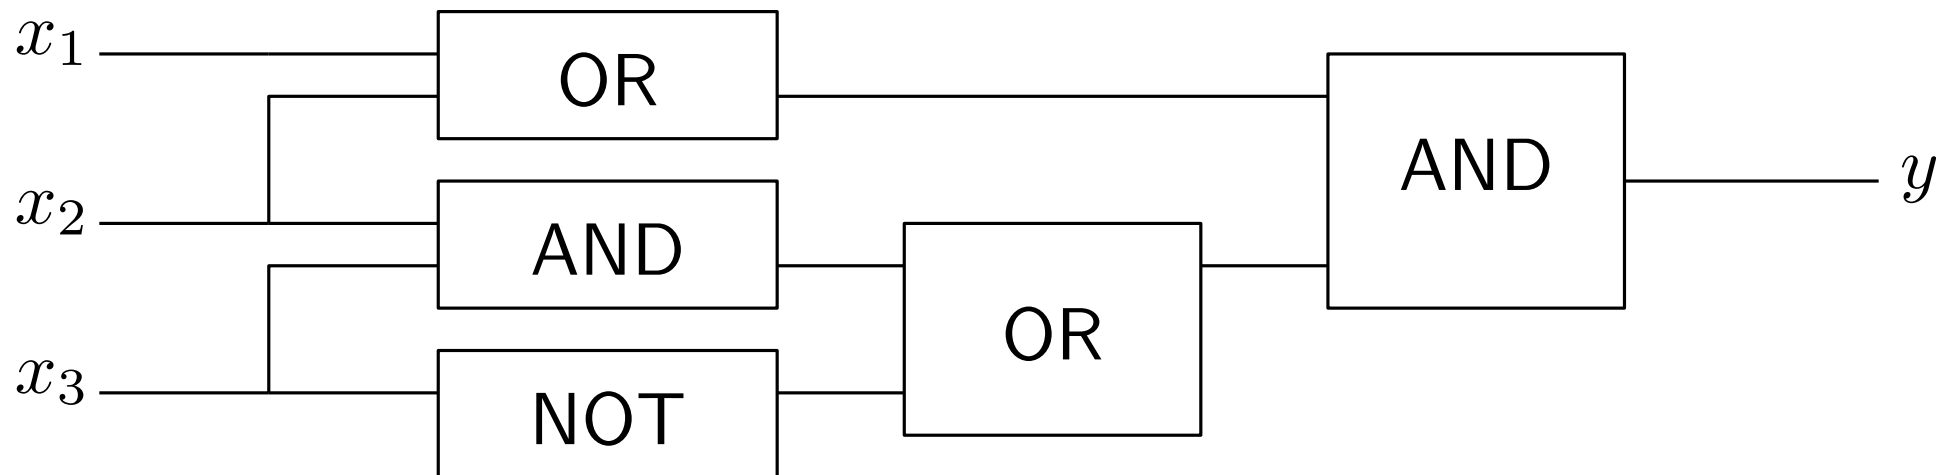 x₁
OR
AND
y
x₂
AND
OR
x₃
NOT